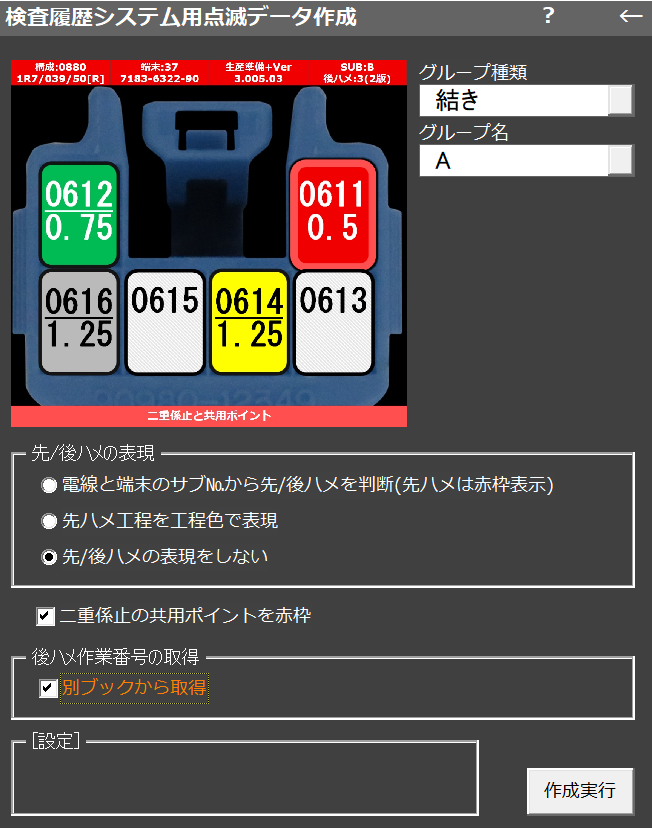 検査履歴システム用点滅データ作成 ? ←
構成:0880 端末:37 生産準備+Ver SUB:B
1R7/039/50[R] 7183-6322-90 3.005.03 後ハメ:3(2版)
0612 0611
0.75 0.5
0616 0615 0614 0613
1.25 1.25
二重係止と共用ポイント
グループ種類
結き
グループ名
A
先/後ハメの表現
電線と端末のサブ№から先/後ハメを判断(先ハメは赤枠表示)
先ハメ工程を工程色で表現
先/後ハメの表現をしない
二重係止の共用ポイントを赤枠
後ハメ作業番号の取得
別ブックから取得
[設定]
作成実行